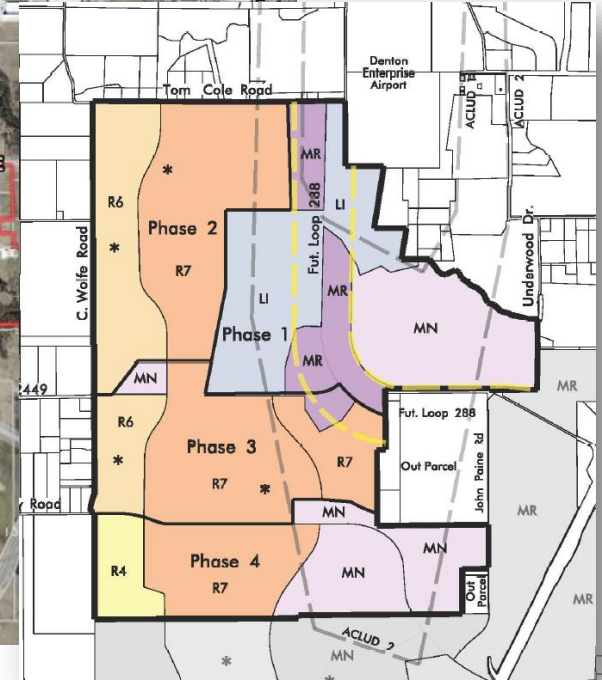 Tom Cole Road
Denton
Enterprise
Airport
ACLUD
ACLUD 2
MR
LI
Fut. Loop 288
R6
*
*
Phase 2
R7
C. Wolfe Road
Underwood Dr.
LI
MR
Phase 1
MN
MR
MN
449
MR
Fut. Loop 288
R6
Phase 3
R7
*
*
R7
Out Parcel
John Paine Rd
Road
MN
MR
R4
Phase 4
R7
MN
MN
Out
Parcel
MR
ACLUD 2
MN
*
*